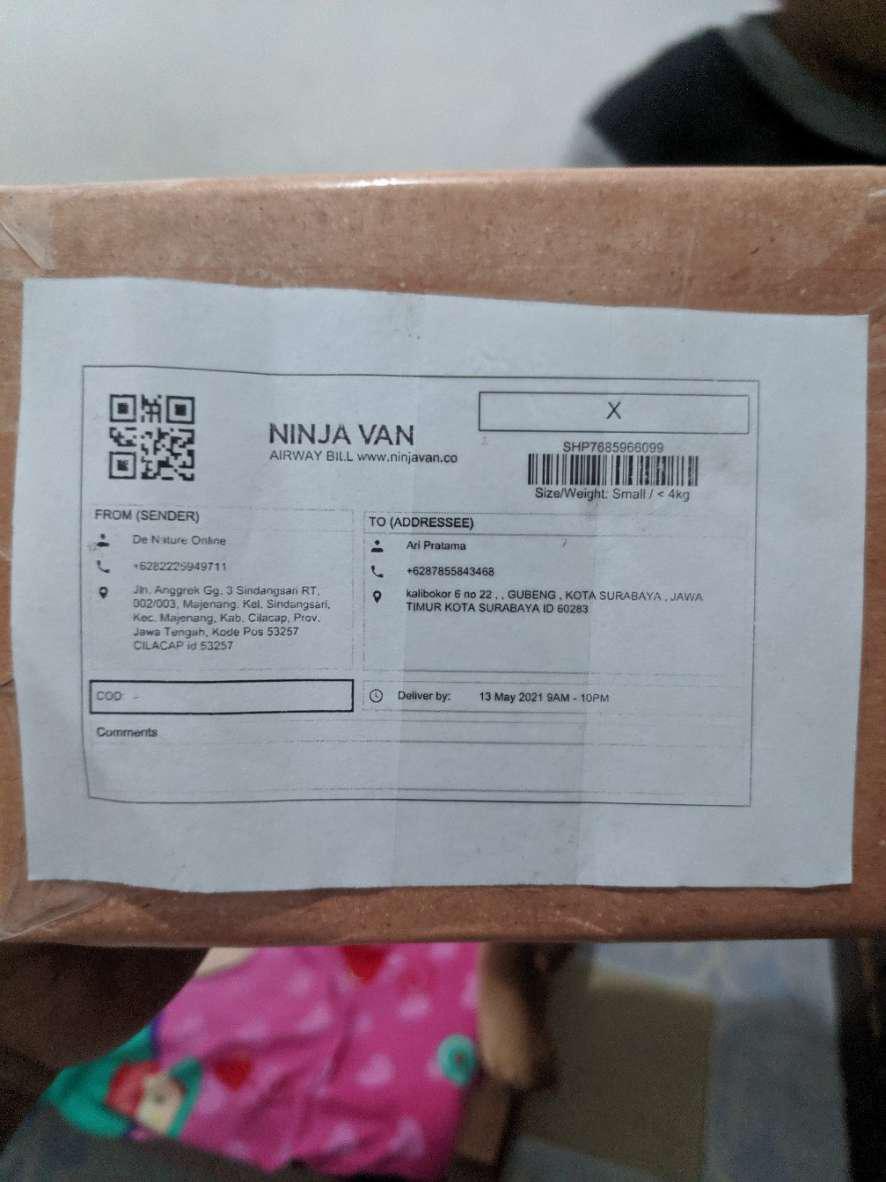 X
NINJA VAN
AIRWAY BILL www.ninjavan.co
SHP7685966099
Size/Weight: Small / < 4kg
FROM (SENDER)
De Nature Online
+6282226949711
Jln. Anggrek Gg. 3 Sindangsari RT,
002/003, Majenang. Kel. Sindangsari,
Kec. Majenang, Kab. Cilacap, Prov.
Jawa Tengah, Kode Pos 53257
CILACAP id 53257
TO (ADDRESSEE)
Ari Pratama
+6287855843468
kalibokor 6 no 22 , , GUBENG , KOTA SURABAYA , JAWA
TIMUR KOTA SURABAYA ID 60283
COD: -
Deliver by: 13 May 2021 9AM - 10PM
Comments